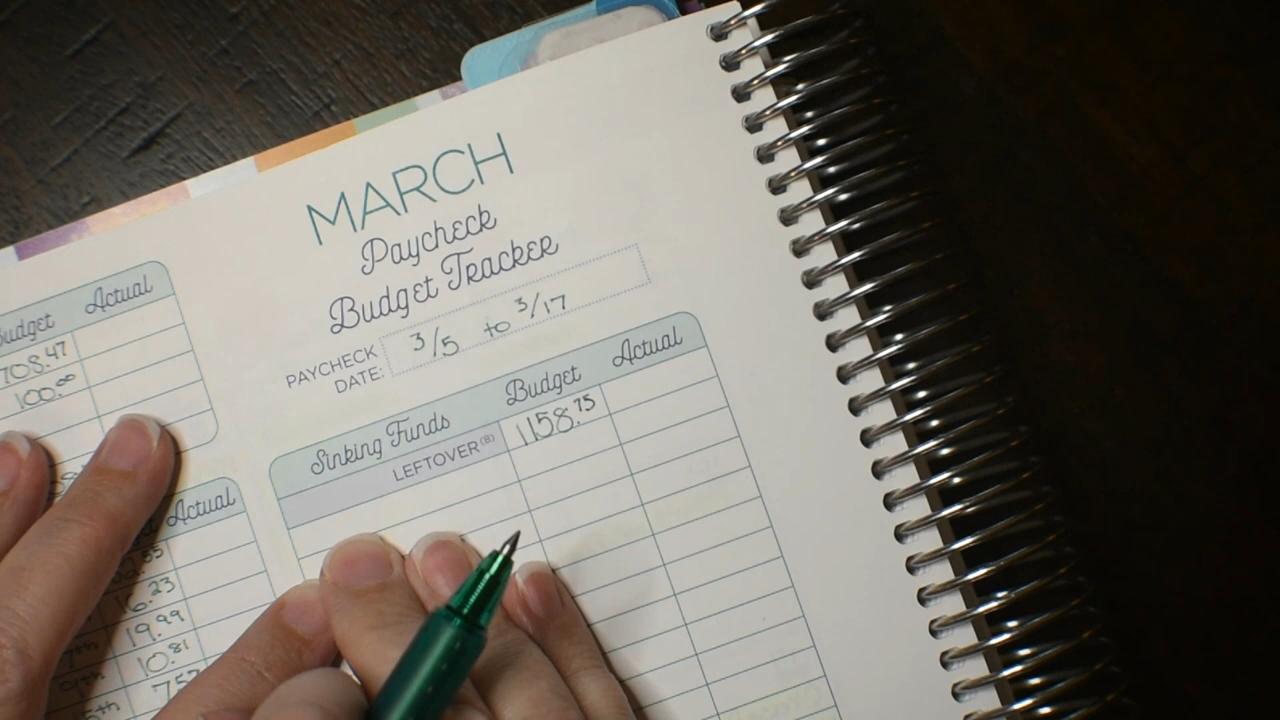 MARCH
Paycheck
Budget Tracker
PAYCHECK DATE: 3/5 to 3/17
Budget Actual
708.47
100.00
Sinking Funds Budget Actual
LEFTOVER (B) 1158.75
Actual
16.23
19.99
10.81